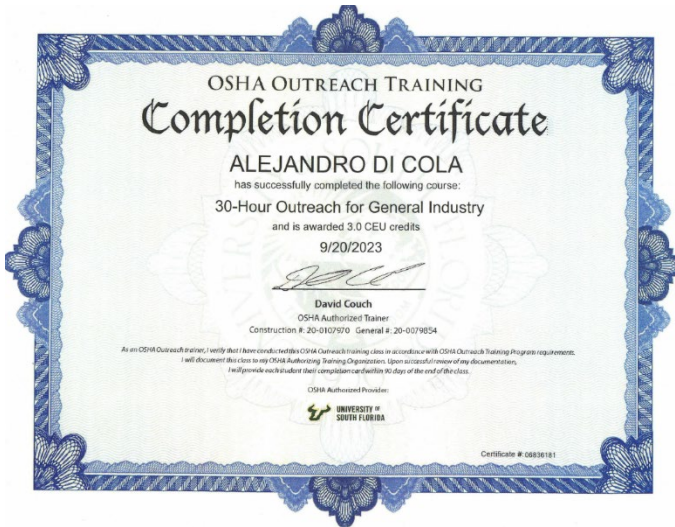 OSHA OUTREACH TRAINING
Completion Certificate
ALEJANDRO DI COLA
has successfully completed the following course:
30-Hour Outreach for General Industry
and is awarded 3.0 CEU credits
9/20/2023
David Couch
OSHA Authorized Trainer
Construction #: 20-0107970 General #: 20-0079854
As an OSHA Outreach trainer, I verify that I have conducted this OSHA Outreach training class in accordance with OSHA Outreach Training Program requirements.
I will document this class to my OSHA Authorizing Training Organization. Upon successful review of my documentation,
I will provide each student their completion card within 90 days of the end of the class.
OSHA Authorized Provider:
UNIVERSITY OF
SOUTH FLORIDA
Certificate #: 08836181